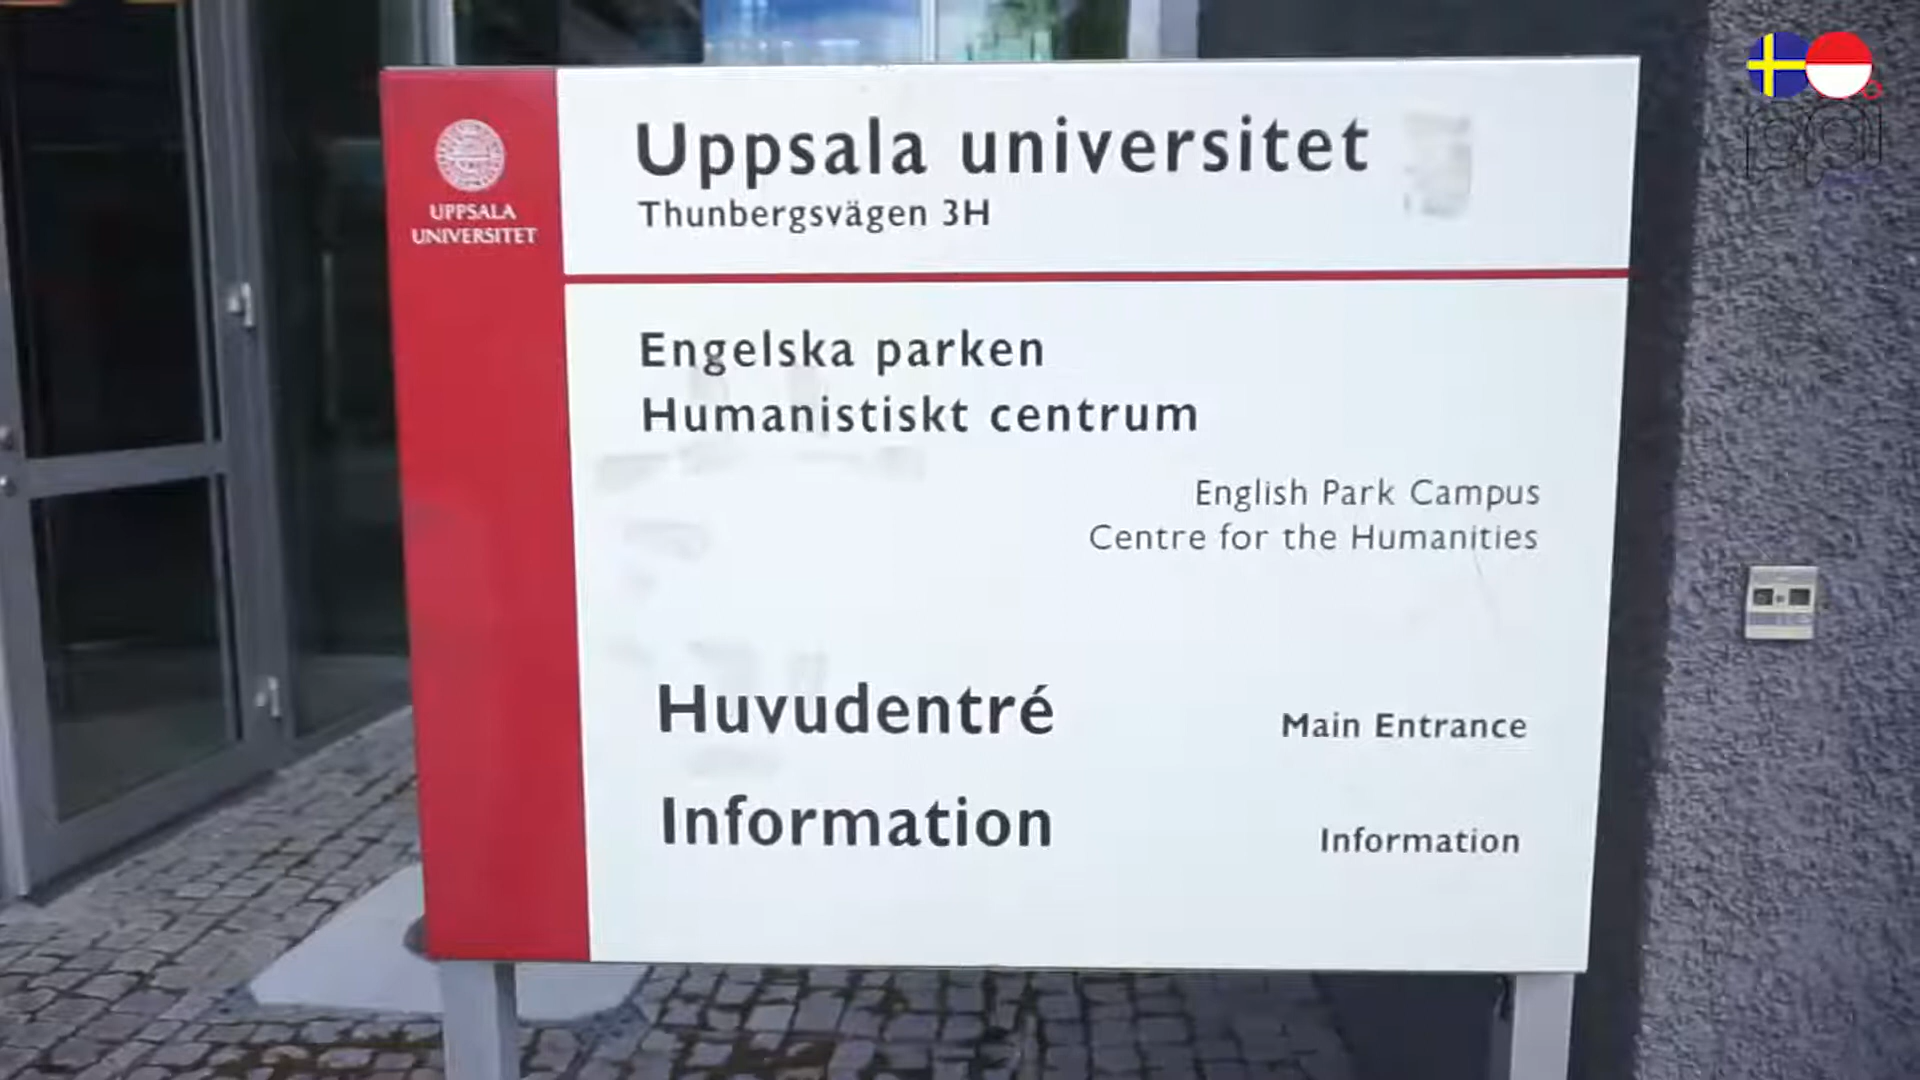 UPPSALA
UNIVERSITET
Uppsala universitet
Thunbergsvägen 3H
Engelska parken
Humanistiskt centrum
English Park Campus
Centre for the Humanities
Huvudentré
Main Entrance
Information
Information
ppi